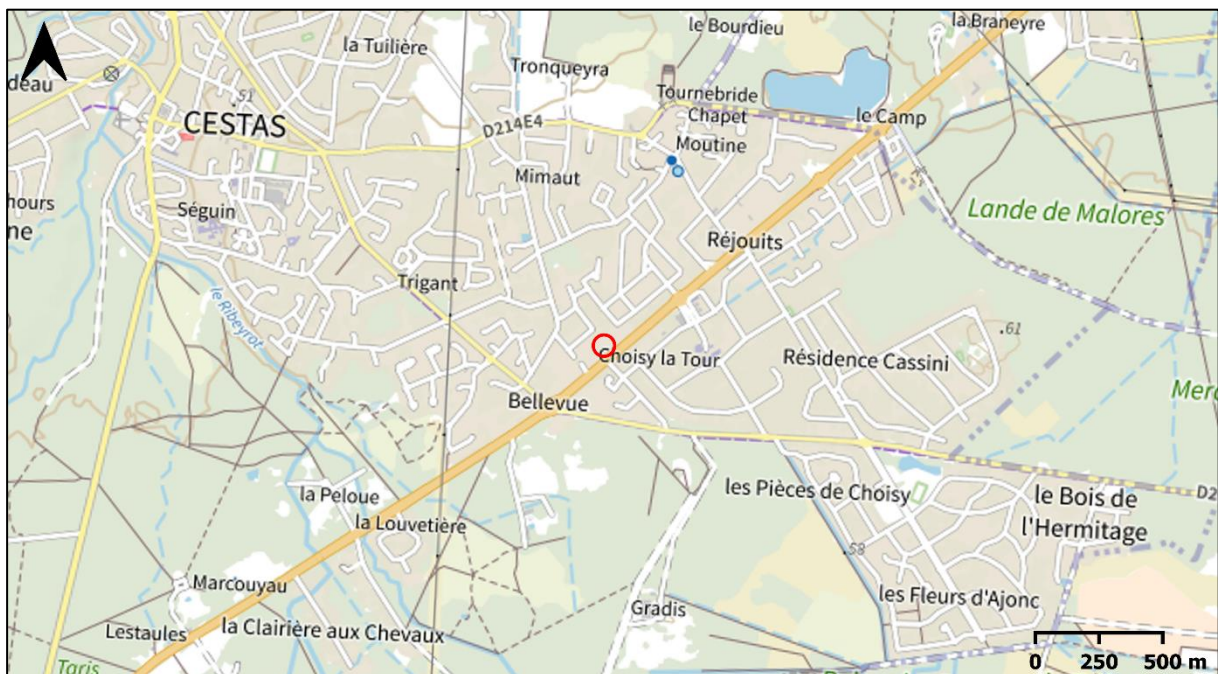 le Bourdieu
la Braneyre
la Tuilière
Tronqueyra
deau
Tournebride
Chapet
51
CESTAS
D214E4
le Camp
Moutine
Mimaut
hours
ne
Séguin
Lande de Malores
Réjouits
Trigant
le Ribeyrot
61
Choisy la Tour
Résidence Cassini
Bellevue
Merc
la Peloue
les Pièces de Choisy
le Bois de
l'Hermitage
D2
la Louvetière
58
Marcouyau
les Fleurs d'Ajonc
Gradis
Lestaules
la Clairière aux Chevaux
Taris
0 250 500 m